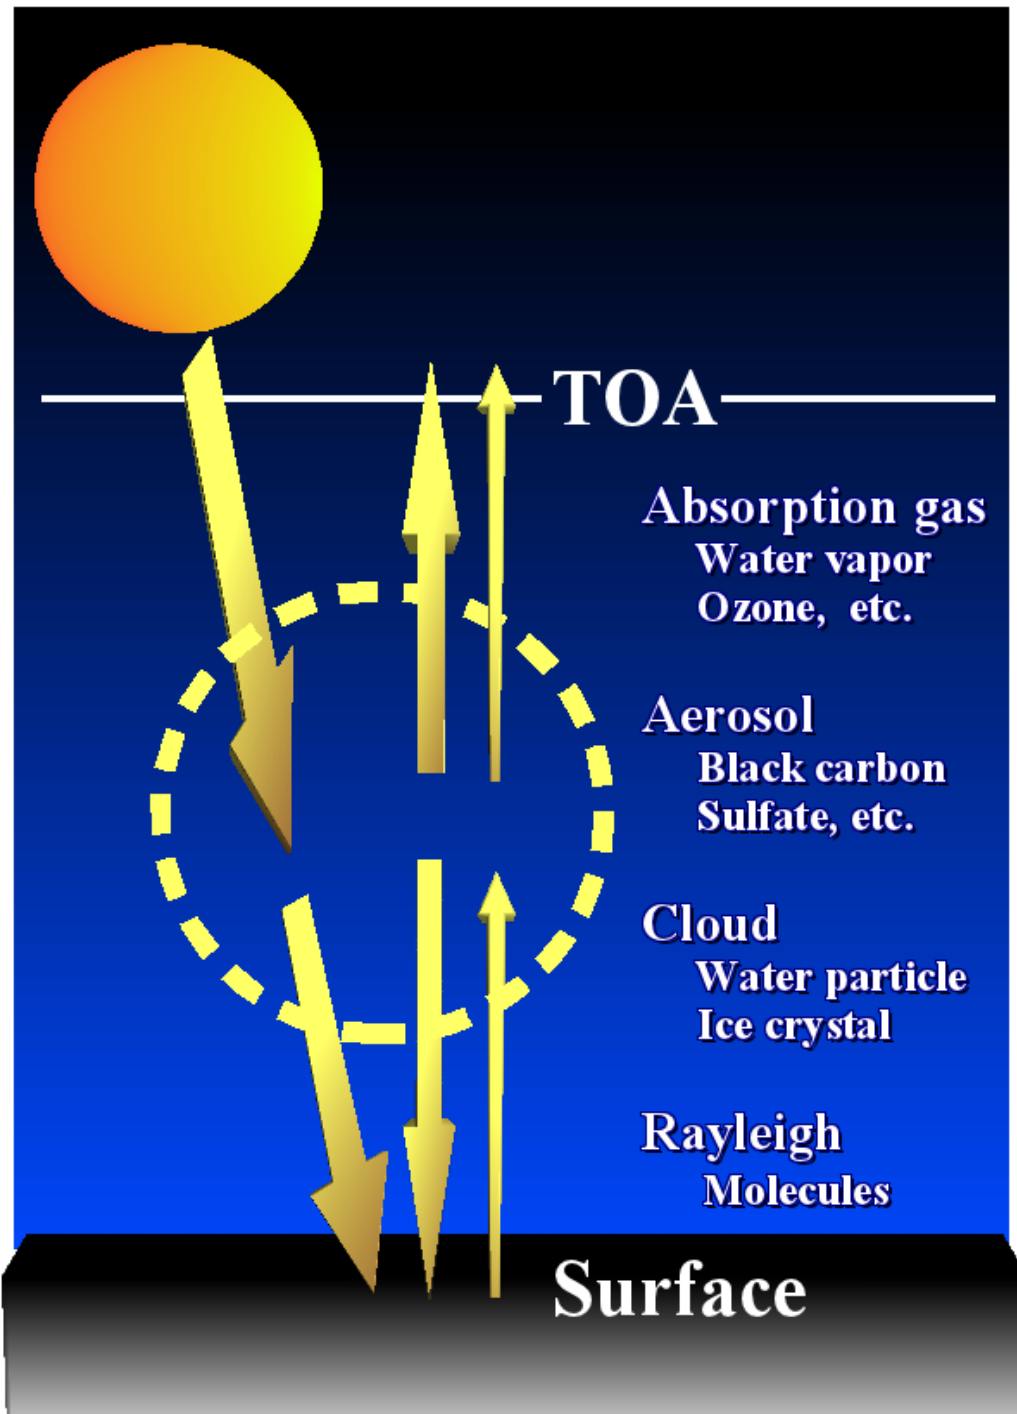 TOA
Absorption gas
Water vapor
Ozone, etc.
Aerosol
Black carbon
Sulfate, etc.
Cloud
Water particle
Ice crystal
Rayleigh
Molecules
Surface